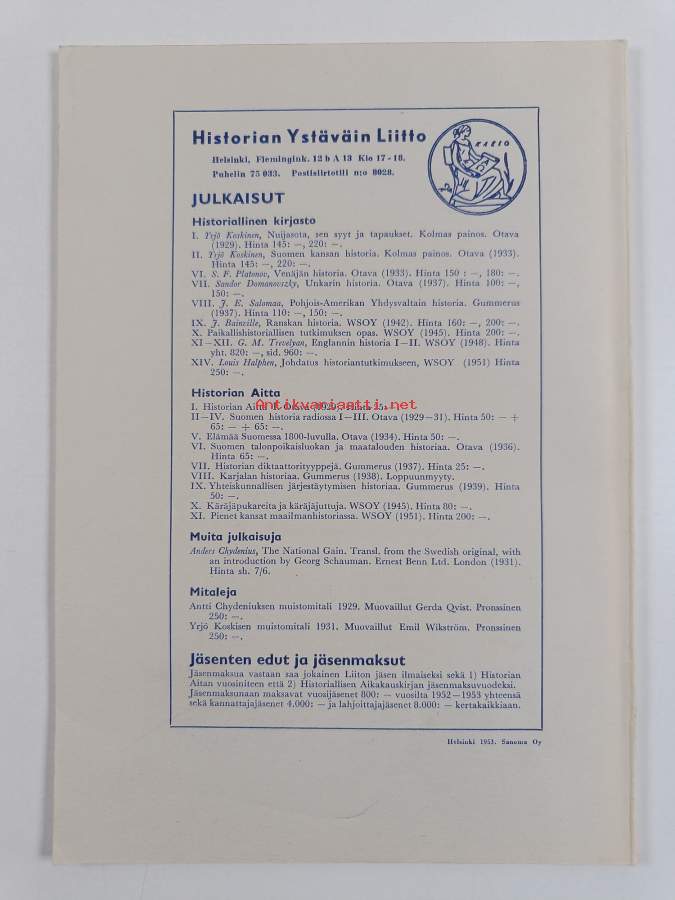 Historian Ystäväin Liitto
Helsinki, Flemingink. 12 b A 13 Klo 17-18.
Puhelin 75 033. Postisiirtotili n:o 8028.
KLEIO
A Ω
JULKAISUT
Historiallinen kirjasto
I. Yrjö Koskinen, Nuijasota, sen syyt ja tapaukset. Kolmas painos. Otava
(1929). Hinta 145: —, 220: —.
II. Yrjö Koskinen, Suomen kansan historia. Kolmas painos. Otava (1933).
Hinta 145: —, 220: —.
VI. S. F. Platonov, Venäjän historia. Otava (1933). Hinta 150 : —, 180: —.
VII. Sandor Domanovszky, Unkarin historia. Otava (1937). Hinta 100: —,
150: —.
VIII. J. E. Salomaa, Pohjois-Amerikan Yhdysvaltain historia. Gummerus
(1937). Hinta 110: —, 150: —.
IX. J. Bainville, Ranskan historia. WSOY (1942). Hinta 160: —, 200: —.
X. Paikallishistoriallisen tutkimuksen opas. WSOY (1945). Hinta 200: —.
XI—XII. G. M. Trevelyan, Englannin historia I—II. WSOY (1948). Hinta
yht. 820: —, sid. 960: —.
XIV. Louis Halphen, Johdatus historiantutkimukseen, WSOY (1951) Hinta
250: —.
Historian Aitta
Antikvariaatti.net
I. Historian Aitta I. Otava (1929). Hinta 25: —.
II—IV. Suomen historia radiossa I—III. Otava (1929—31). Hinta 50: — +
65: — + 65: —.
V. Elämää Suomessa 1800-luvulla. Otava (1934). Hinta 50: —.
VI. Suomen talonpoikaisluokan ja maatalouden historiaa. Otava (1936).
Hinta 65: —.
VII. Historian diktaattorityyppejä. Gummerus (1937). Hinta 25: —.
VIII. Karjalan historiaa. Gummerus (1938). Loppuunmyyty.
IX. Yhteiskunnallisen järjestäytymisen historiaa. Gummerus (1939). Hinta
50: —.
X. Käräjäpukareita ja käräjäjuttuja. WSOY (1945). Hinta 80: —.
XI. Pienet kansat maailmanhistoriassa. WSOY (1951). Hinta 200: —.
Muita julkaisuja
Anders Chydenius, The National Gain. Transl. from the Swedish original, with
an introduction by Georg Schauman. Ernest Benn Ltd. London (1931).
Hinta sh. 7/6.
Mitaleja
Antti Chydeniuksen muistomitali 1929. Muovaillut Gerda Qvist. Pronssinen
250: —.
Yrjö Koskisen muistomitali 1931. Muovaillut Emil Wikström. Pronssinen
250: —.
Jäsenten edut ja jäsenmaksut
Jäsenmaksua vastaan saa jokainen Liiton jäsen ilmaiseksi sekä 1) Historian
Aitan vuosiniteen että 2) Historiallisen Aikakauskirjan jäsenmaksuvuodeksi.
Jäsenmaksunaan maksavat vuosijäsenet 800: — vuosilta 1952—1953 yhteensä
sekä kannattajajäsenet 4.000: — ja lahjoittajajäsenet 8.000: — kertakaikkiaan.
Helsinki 1953. Sanoma Oy